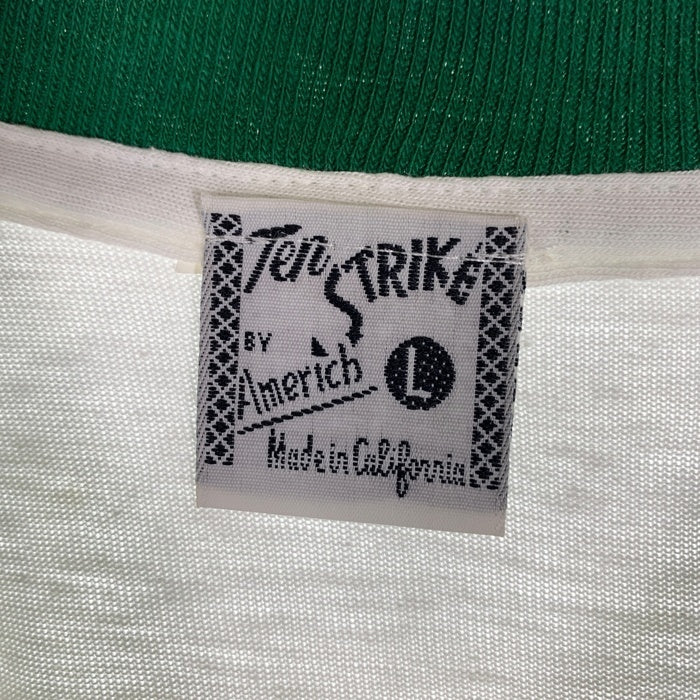 Ten STRIKE
BY Americh L
Made in California